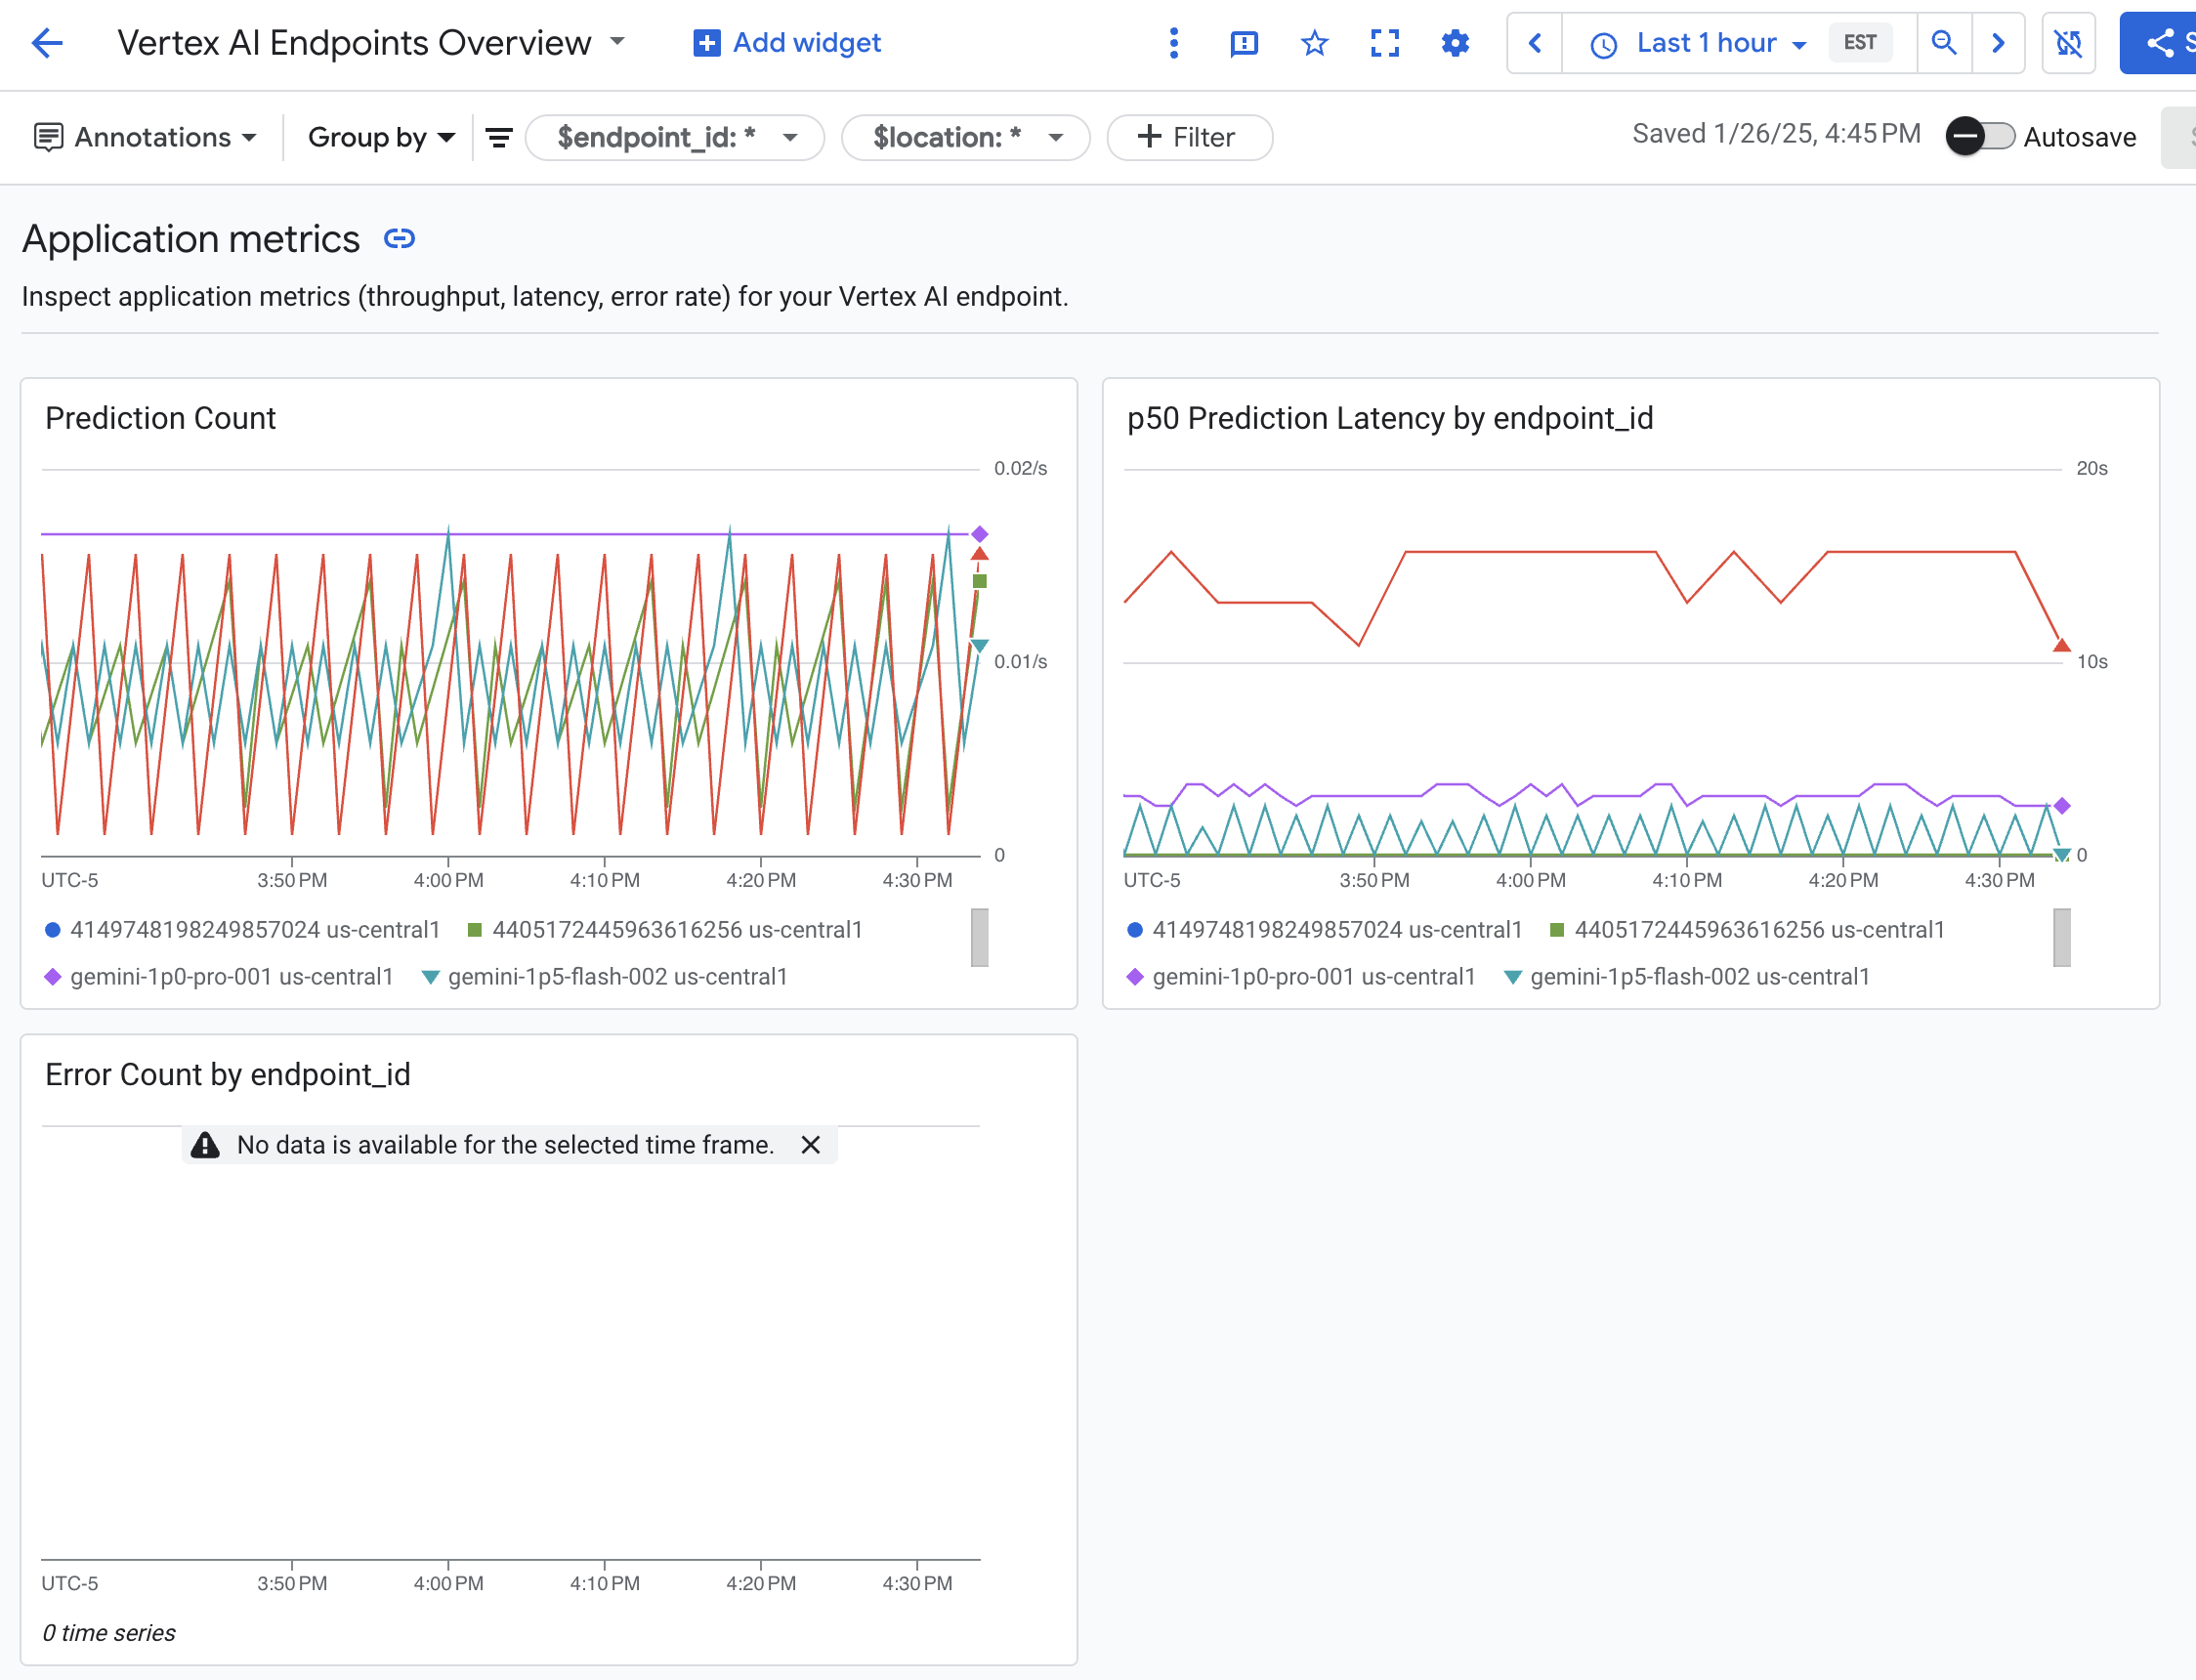 Vertex AI Endpoints Overview
Add widget
Last 1 hour
EST
S
Annotations
Group by
$endpoint_id: *
$location: *
Filter
Saved 1/26/25, 4:45 PM
Autosave
Application metrics
Inspect application metrics (throughput, latency, error rate) for your Vertex AI endpoint.
Prediction Count
0.02/s
0.01/s
0
UTC-5 3:50 PM 4:00 PM 4:10 PM 4:20 PM 4:30 PM
4149748198249857024 us-central1 4405172445963616256 us-central1
gemini-1p0-pro-001 us-central1 gemini-1p5-flash-002 us-central1
p50 Prediction Latency by endpoint_id
20s
10s
0
UTC-5 3:50 PM 4:00 PM 4:10 PM 4:20 PM 4:30 PM
4149748198249857024 us-central1 4405172445963616256 us-central1
gemini-1p0-pro-001 us-central1 gemini-1p5-flash-002 us-central1
Error Count by endpoint_id
No data is available for the selected time frame.
UTC-5 3:50 PM 4:00 PM 4:10 PM 4:20 PM 4:30 PM
0 time series